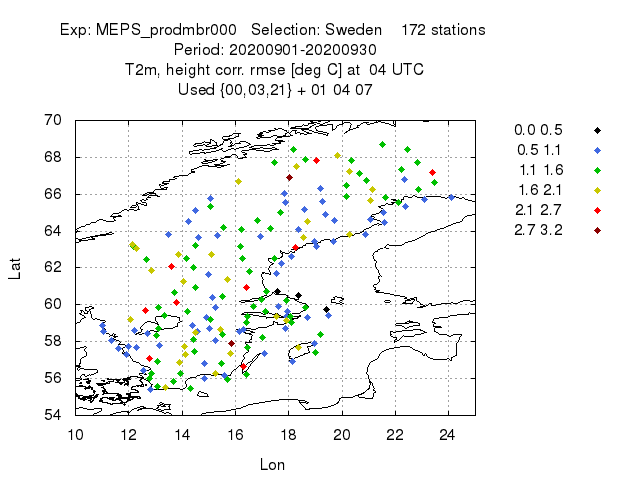 Exp: MEPS_prodmbr000 Selection: Sweden 172 stations
Period: 20200901-20200930
T2m, height corr. rmse [deg C] at 04 UTC
Used {00,03,21} + 01 04 07
70
68
66
64
62
60
58
56
54
10 12 14 16 18 20 22 24
Lat
Lon
0.0 0.5
0.5 1.1
1.1 1.6
1.6 2.1
2.1 2.7
2.7 3.2